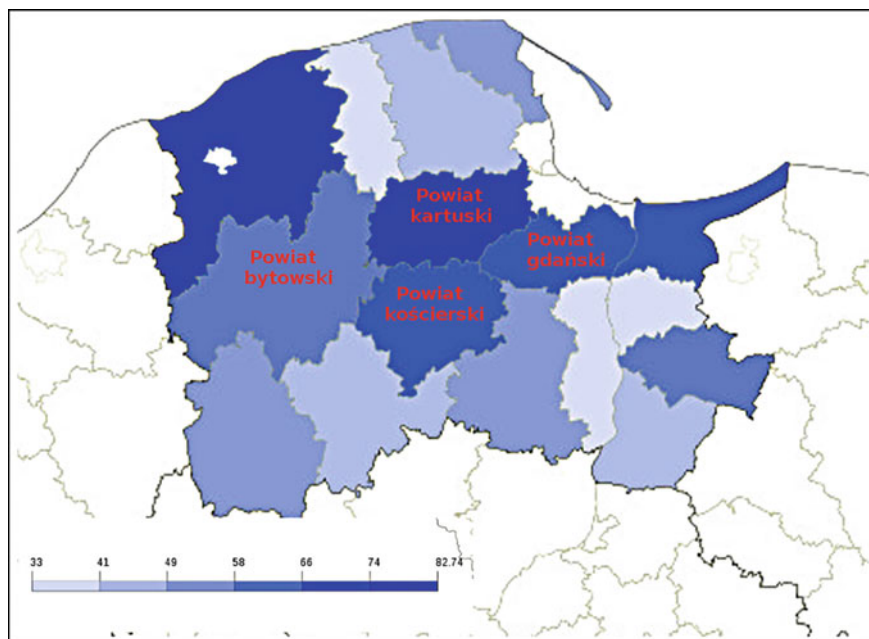 Powiat
kartuski
Powiat
gdański
Powiat
bytowski
Powiat
kościerski
33 41 49 58 66 74 82.74